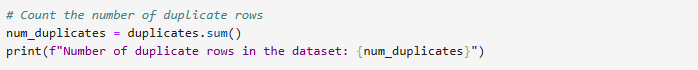 # Count the number of duplicate rows
num_duplicates = duplicates.sum()
print(f"Number of duplicate rows in the dataset: {num_duplicates}")